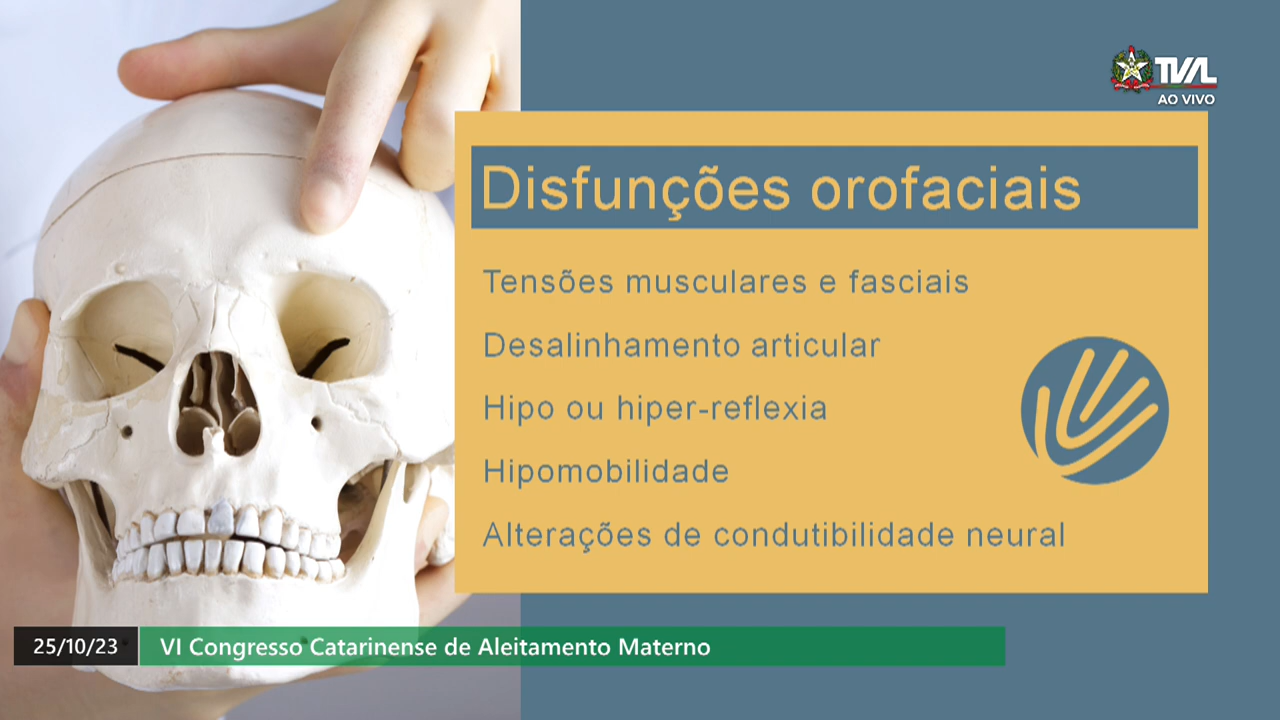 TVAL
AO VIVO
Disfunções orofaciais
Tensões musculares e fasciais
Desalinhamento articular
Hipo ou hiper-reflexia
Hipomobilidade
Alterações de condutibilidade neural
25/10/23 VI Congresso Catarinense de Aleitamento Materno